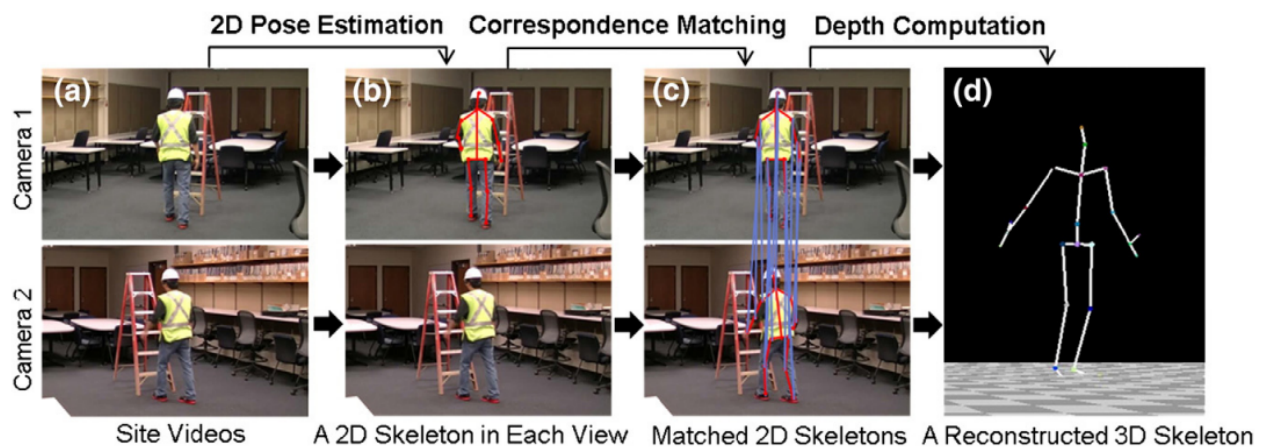 2D Pose Estimation Correspondence Matching Depth Computation
(a) (b) (c) (d)
Camera 1
Camera 2
Site Videos A 2D Skeleton in Each View Matched 2D Skeletons A Reconstructed 3D Skeleton